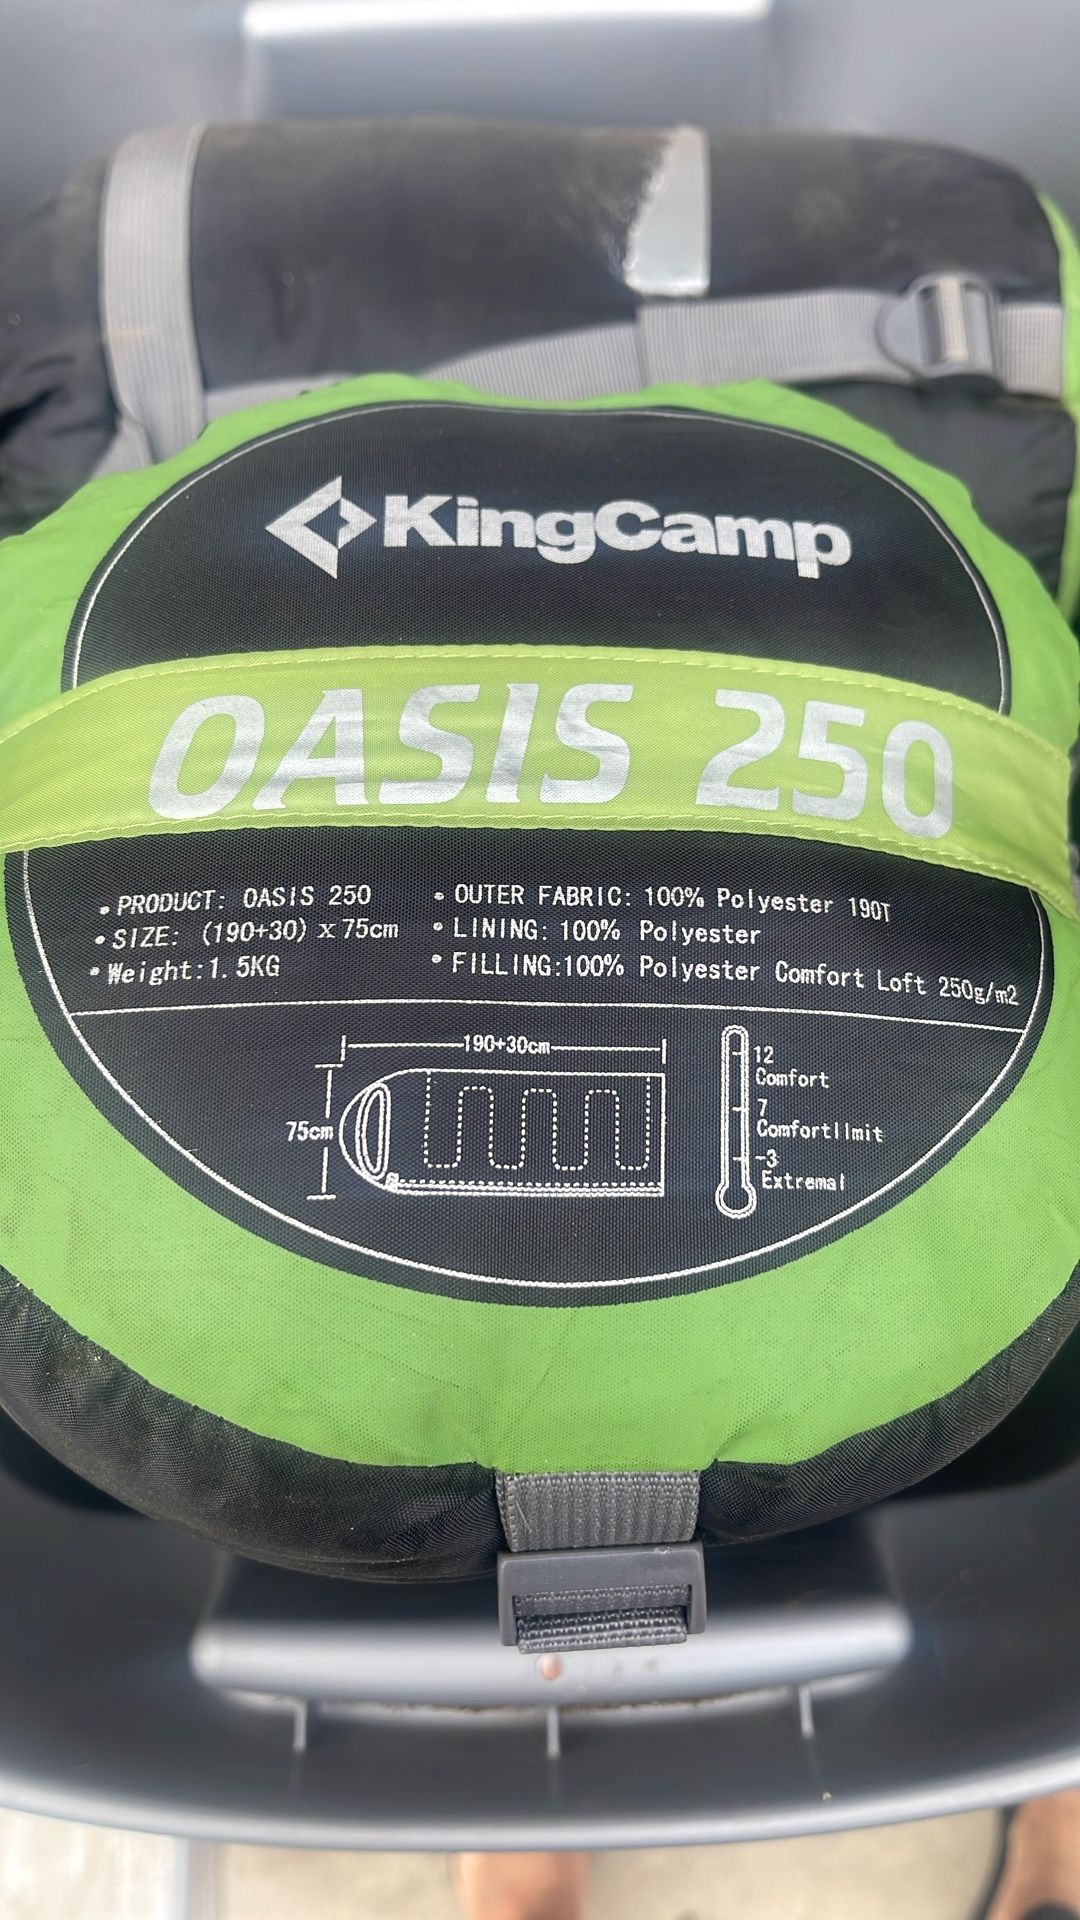 KingCamp
OASIS 250
• PRODUCT: OASIS 250
• SIZE: (190+30) x 75cm
• Weight:1.5KG
• OUTER FABRIC: 100% Polyester 190T
• LINING: 100% Polyester
• FILLING:100% Polyester Comfort Loft 250g/m2
190+30cm
75cm
12
Comfort
7
Comfortlimit
-3
Extremal